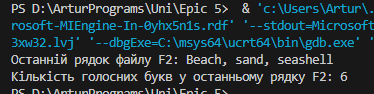 PS D:\ArturPrograms\Uni\Epic 5>  & 'c:\Users\Artur\.
rosoft-MIEngine-In-0yhx5n1s.rdf' '--stdout=Microsoft
3xw32.lvj' '--dbgExe=C:\msys64\ucrt64\bin\gdb.exe' '
Останній рядок файлу F2: Beach, sand, seashell
Кількість голосних букв у останньому рядку F2: 6
PS D:\ArturPrograms\Uni\Epic 5>